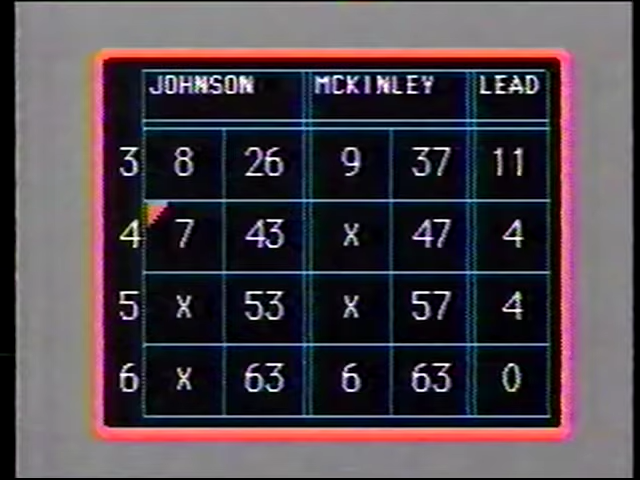 JOHNSON MCKINLEY LEAD
3 8 26 9 37 11
4 7 43 X 47 4
5 X 53 X 57 4
6 X 63 6 63 0